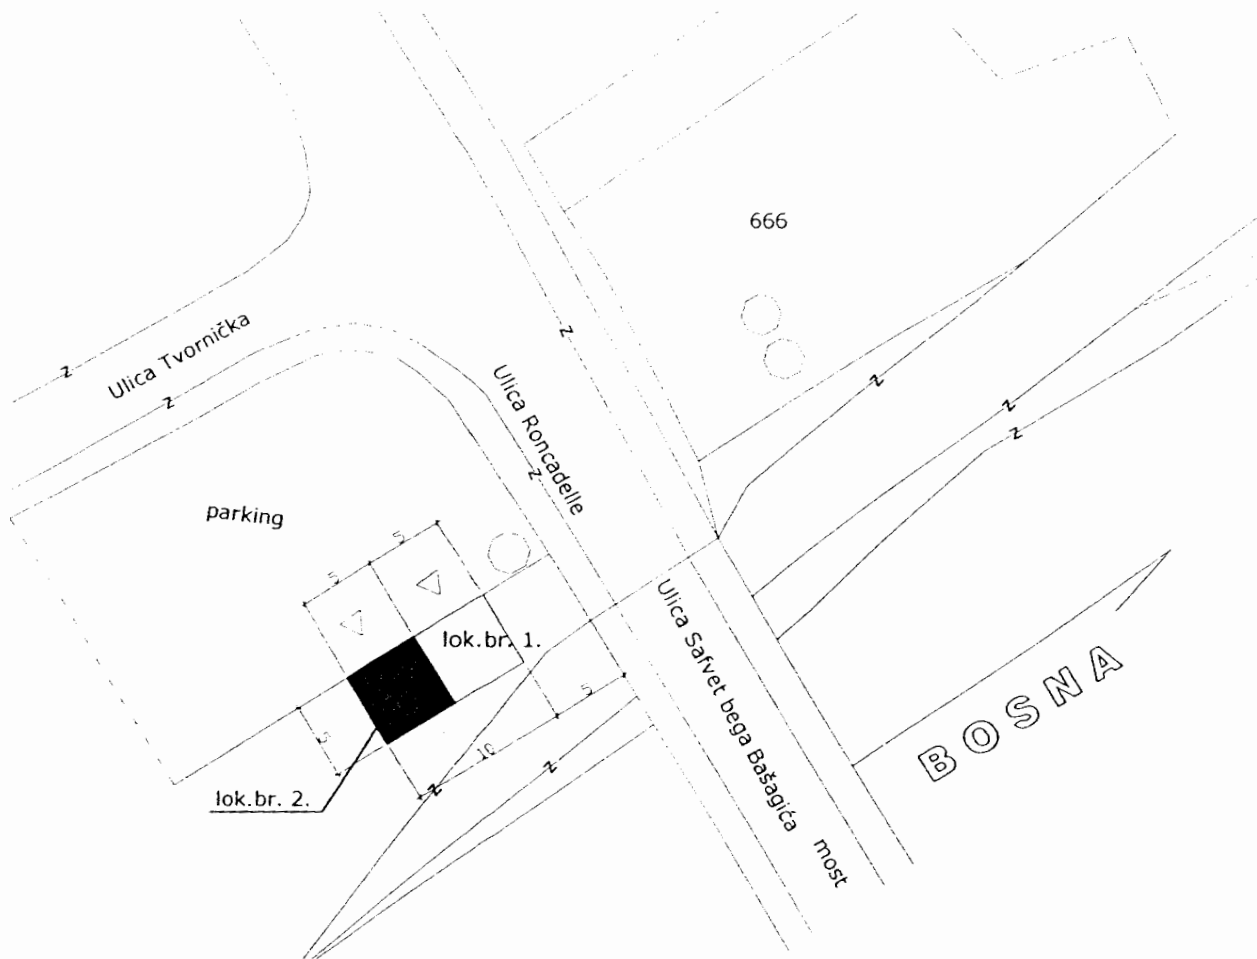 666
Ulica Tvornička
z
z
z
z
z
z
z
Ulica Roncadelle
parking
5
5
lok.br. 1.
Ulica Safvet bega Bašagića
most
BOSNA
5
5
10
z
z
lok.br. 2.